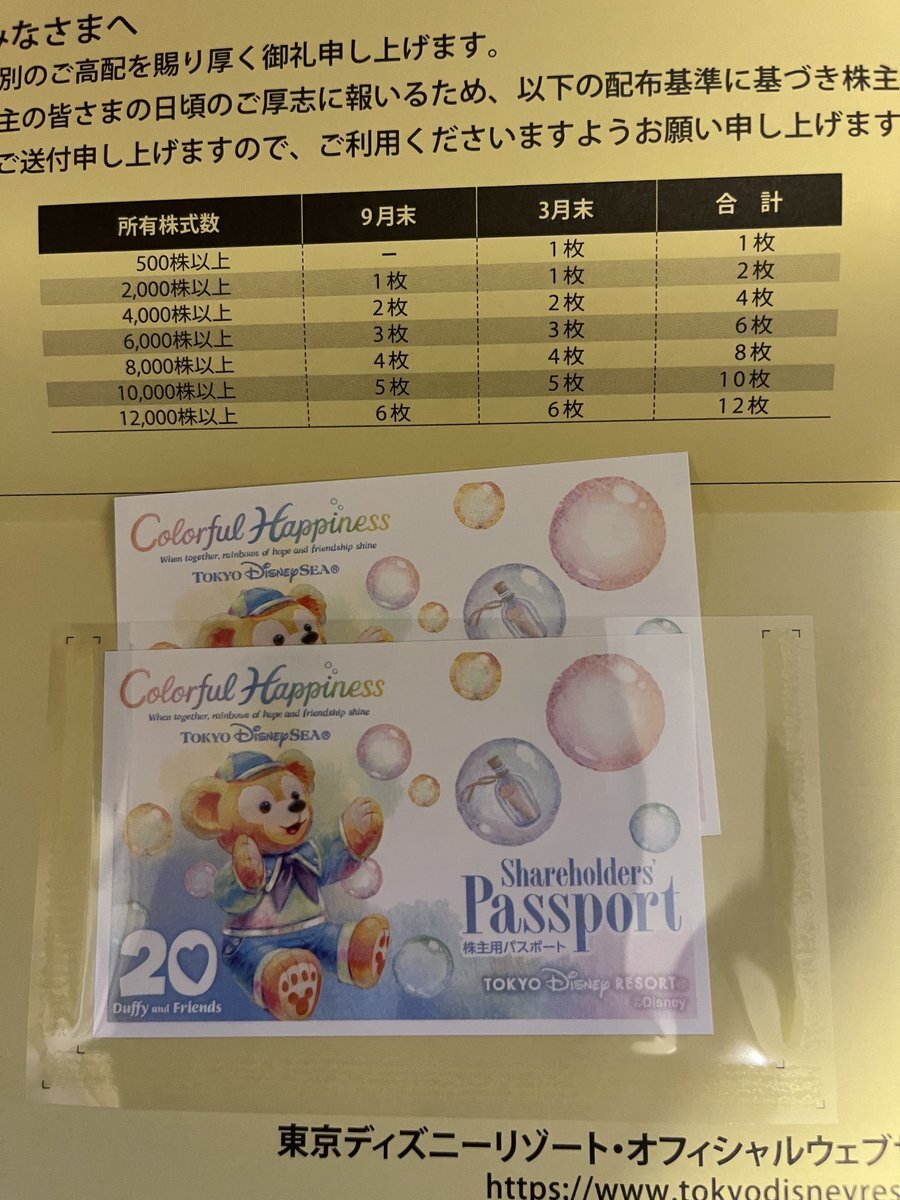 みなさまへ
別のご高配を賜り厚く御礼申し上げます。
主の皆さまの日頃のご厚志に報いるため、以下の配布基準に基づき株主
ご送付申し上げますので、ご利用くださいますようお願い申し上げます
所有株式数 9月末 3月末 合 計
500株以上 ー 1枚 1枚
2,000株以上 1枚 1枚 2枚
4,000株以上 2枚 2枚 4枚
6,000株以上 3枚 3枚 6枚
8,000株以上 4枚 4枚 8枚
10,000株以上 5枚 5枚 10枚
12,000株以上 6枚 6枚 12枚
Colorful Happiness
When together, rainbows of hope and friendship shine
TOKYO DISNEYSEA®
Colorful Happiness
When together, rainbows of hope and friendship shine
TOKYO DISNEYSEA®
Shareholders'
Passport
株主用パスポート
20
Duffy and Friends
TOKYO Disney RESORT®
©Disney
東京ディズニーリゾート・オフィシャルウェブサ
https://www.tokyodisneyres